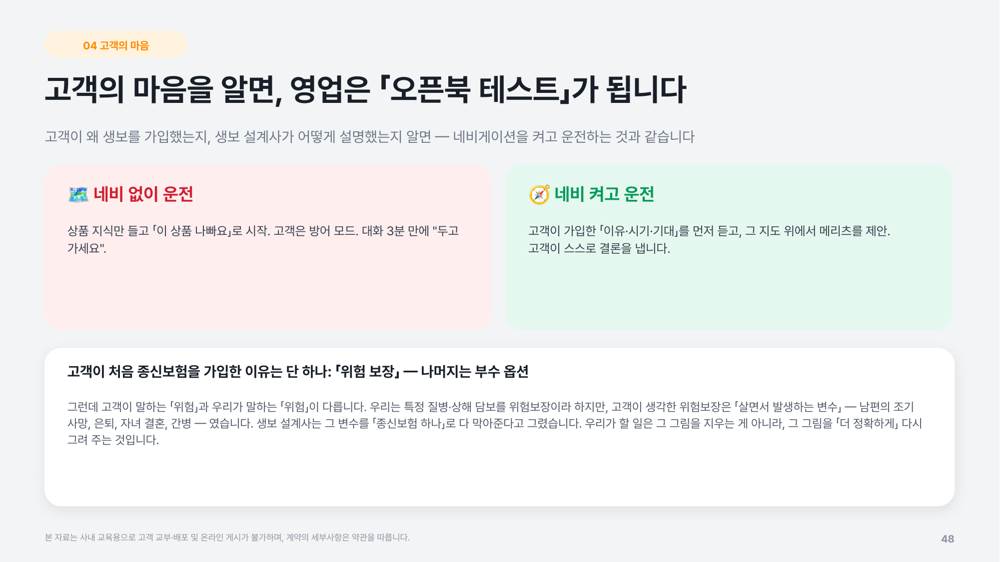 04 고객의 마음
고객의 마음을 알면, 영업은 「오픈북 테스트」가 됩니다
고객이 왜 생보를 가입했는지, 생보 설계사가 어떻게 설명했는지 알면 — 네비게이션을 켜고 운전하는 것과 같습니다
🗺️ 네비 없이 운전
상품 지식만 들고 「이 상품 나빠요」로 시작. 고객은 방어 모드. 대화 3분 만에 "두고
가세요".
🧭 네비 켜고 운전
고객이 가입한 「이유·시기·기대」를 먼저 듣고, 그 지도 위에서 메리츠를 제안.
고객이 스스로 결론을 냅니다.
고객이 처음 종신보험을 가입한 이유는 단 하나: 「위험 보장」 — 나머지는 부수 옵션
그런데 고객이 말하는 「위험」과 우리가 말하는 「위험」이 다릅니다. 우리는 특정 질병·상해 담보를 위험보장이라 하지만, 고객이 생각한 위험보장은 「살면서 발생하는 변수」 — 남편의 조기
사망, 은퇴, 자녀 결혼, 간병 — 였습니다. 생보 설계사는 그 변수를 「종신보험 하나」로 다 막아준다고 그렸습니다. 우리가 할 일은 그 그림을 지우는 게 아니라, 그 그림을 「더 정확하게」 다시
그려 주는 것입니다.
본 자료는 사내 교육용으로 고객 교부·배포 및 온라인 게시가 불가하며, 계약의 세부사항은 약관을 따릅니다.
48